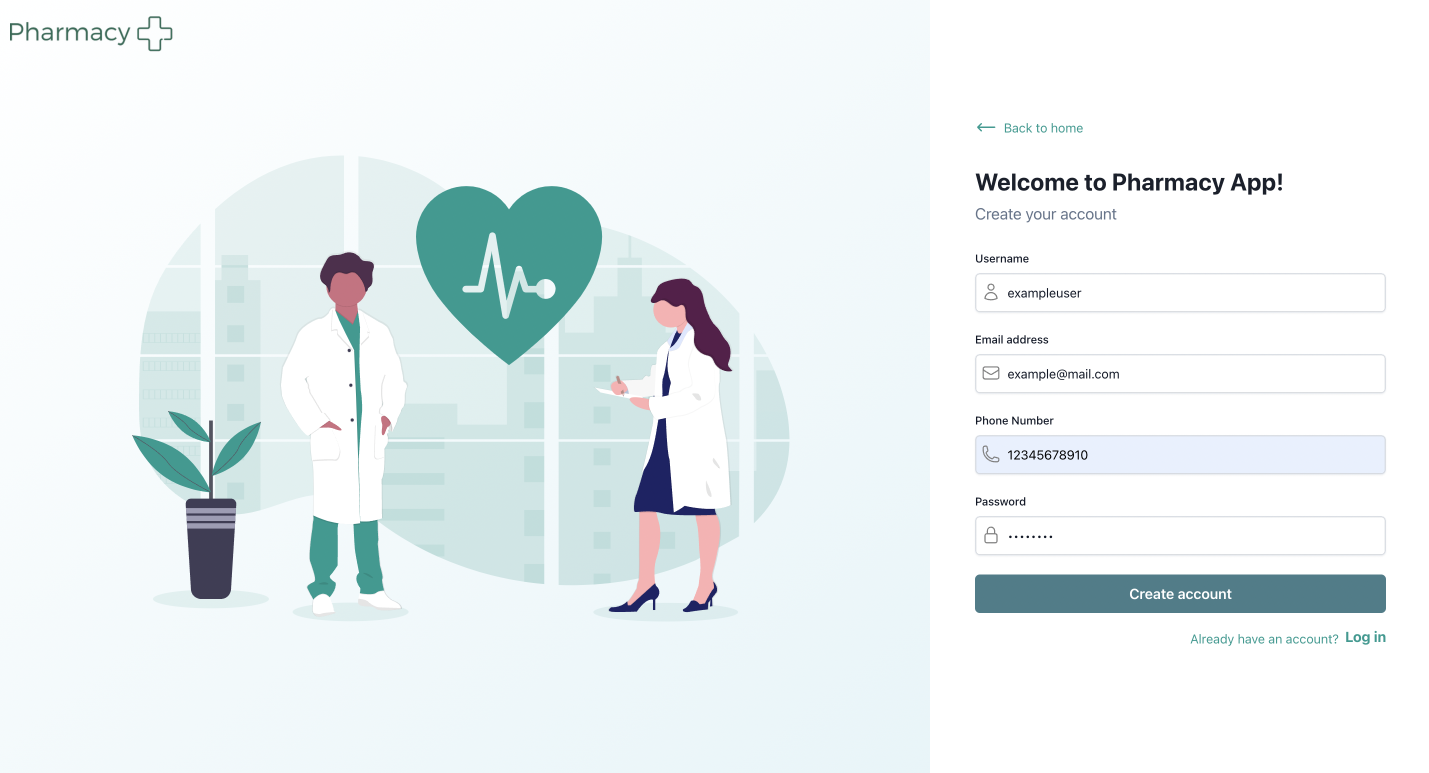 Pharmacy
Back to home
Welcome to Pharmacy App!
Create your account
Username
exampleuser
Email address
example@mail.com
Phone Number
12345678910
Password
••••••••
Create account
Already have an account? Log in